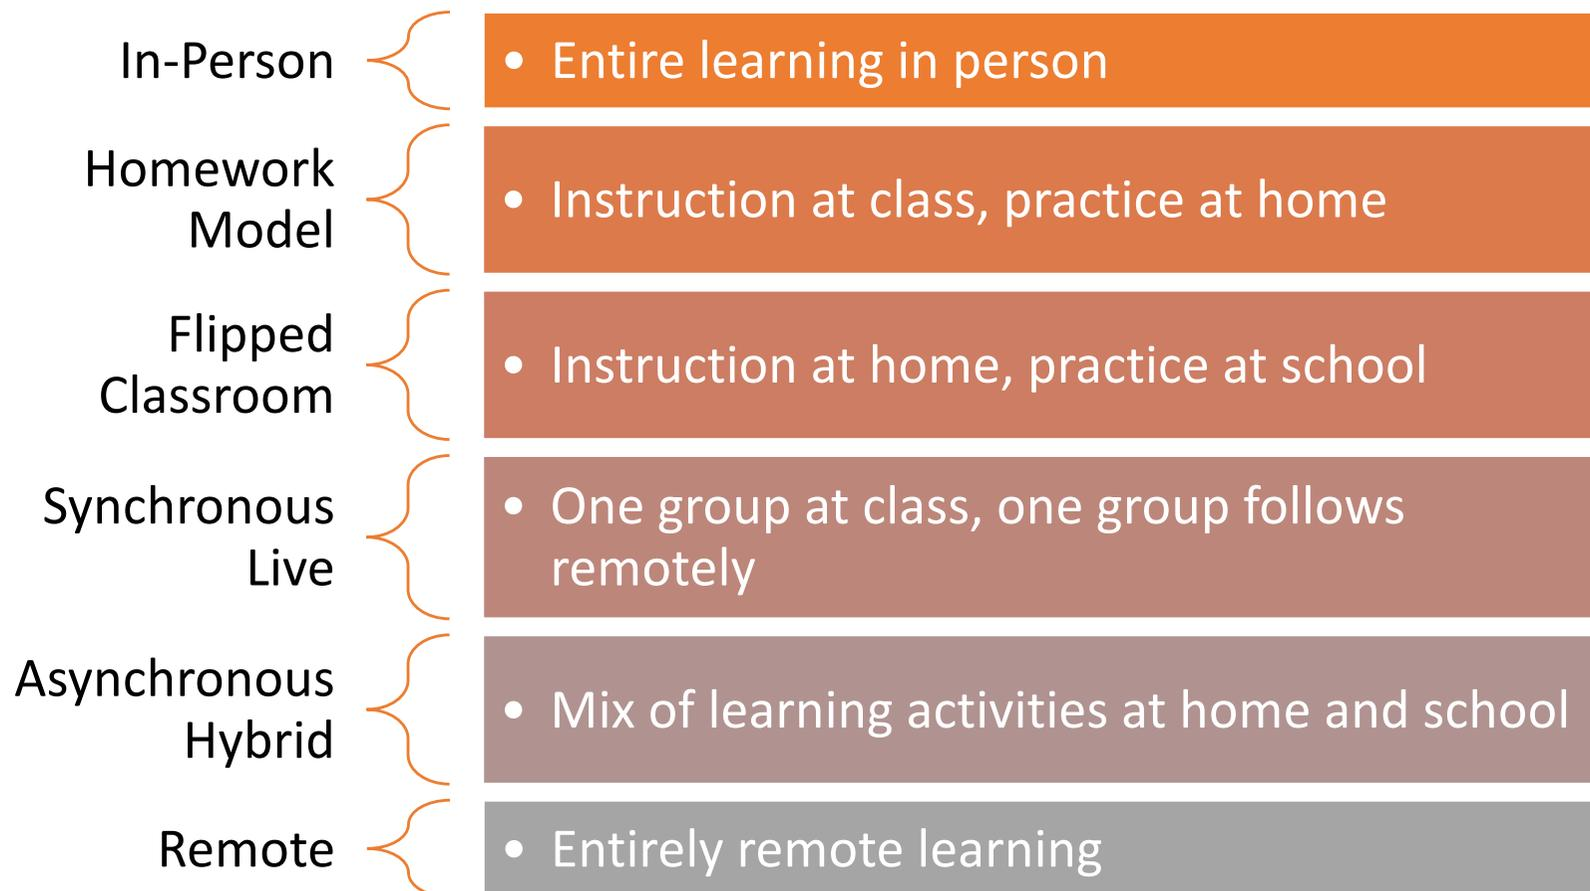 In-Person
• Entire learning in person
Homework
Model
• Instruction at class, practice at home
Flipped
Classroom
• Instruction at home, practice at school
Synchronous
Live
• One group at class, one group follows
remotely
Asynchronous
Hybrid
• Mix of learning activities at home and school
Remote
• Entirely remote learning